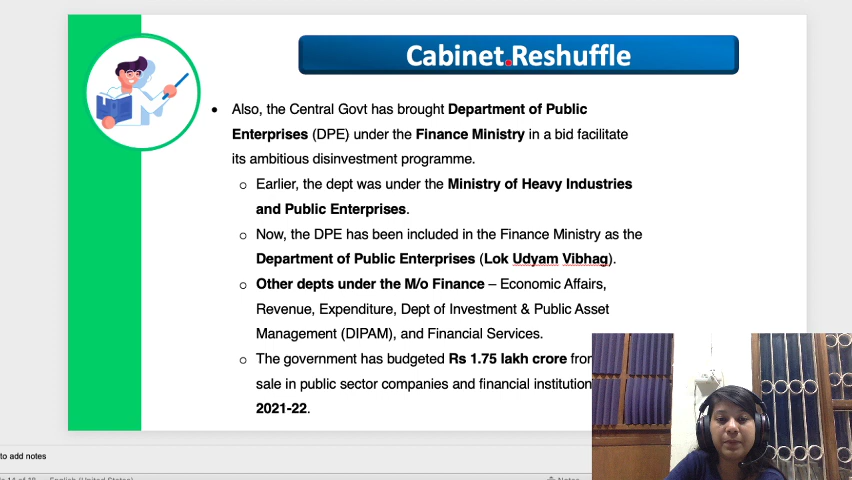 Cabinet Reshuffle
• Also, the Central Govt has brought Department of Public
Enterprises (DPE) under the Finance Ministry in a bid facilitate
its ambitious disinvestment programme.
o Earlier, the dept was under the Ministry of Heavy Industries
and Public Enterprises.
o Now, the DPE has been included in the Finance Ministry as the
Department of Public Enterprises (Lok Udyam Vibhag).
o Other depts under the M/o Finance – Economic Affairs,
Revenue, Expenditure, Dept of Investment & Public Asset
Management (DIPAM), and Financial Services.
o The government has budgeted Rs 1.75 lakh crore
sale in public sector companies and financial
2021-22.
to add notes